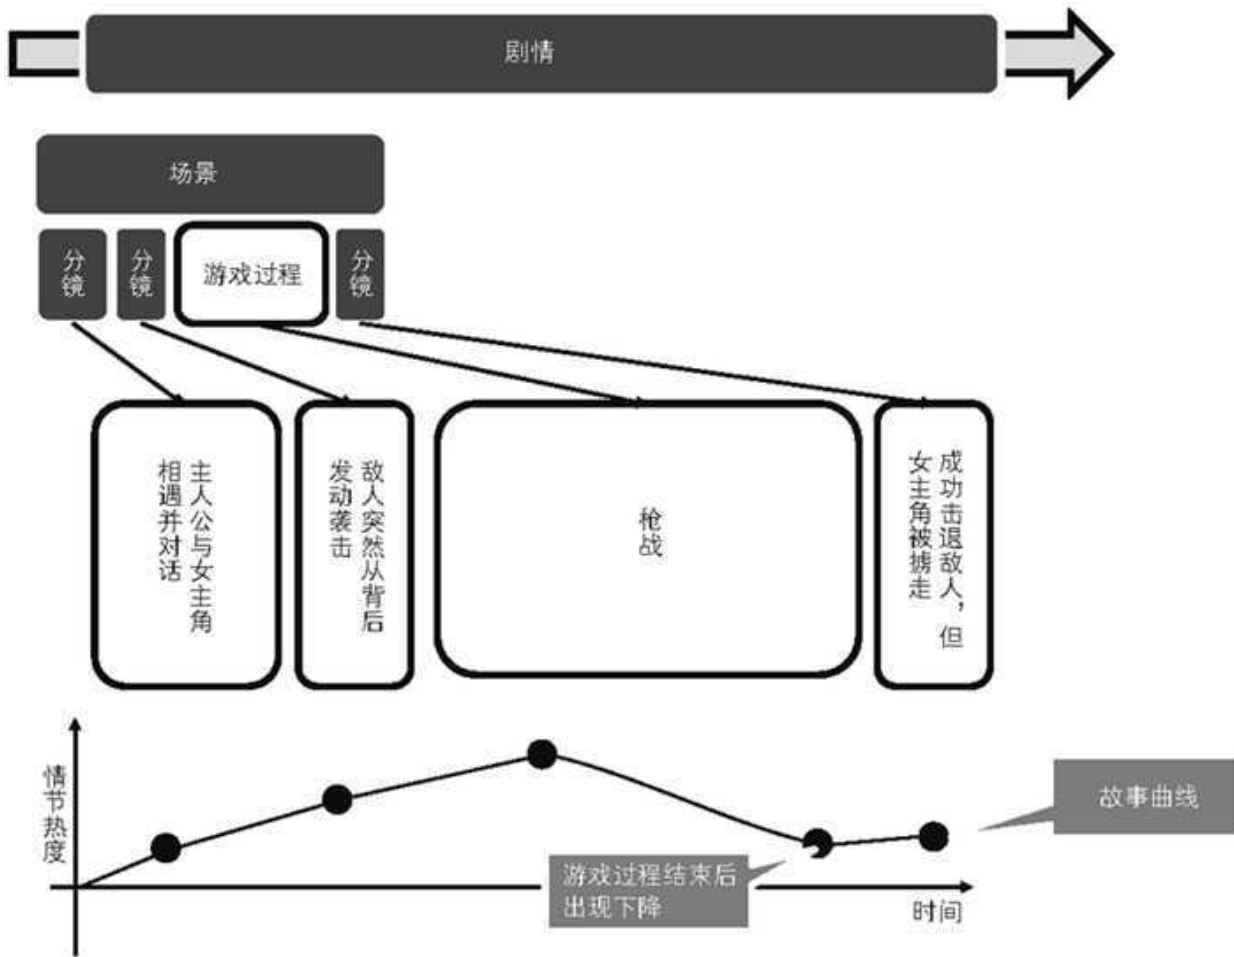 剧情
场景
分镜
分镜
游戏过程
分镜
主人公与女主角
相遇并对话
敌人突然从背后
发动袭击
枪战
成功击退敌人，但
女主角被掳走
情节热度
故事曲线
游戏过程结束后
出现下降
时间